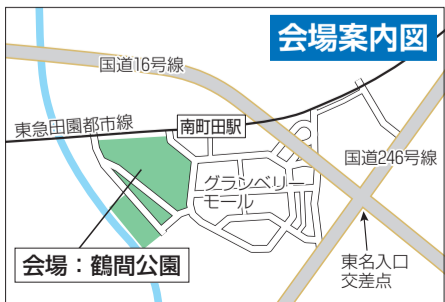 会場案内図
国道16号線
東急田園都市線
南町田駅
国道246号線
グランベリー
モール
会場：鶴間公園
東名入口
交差点